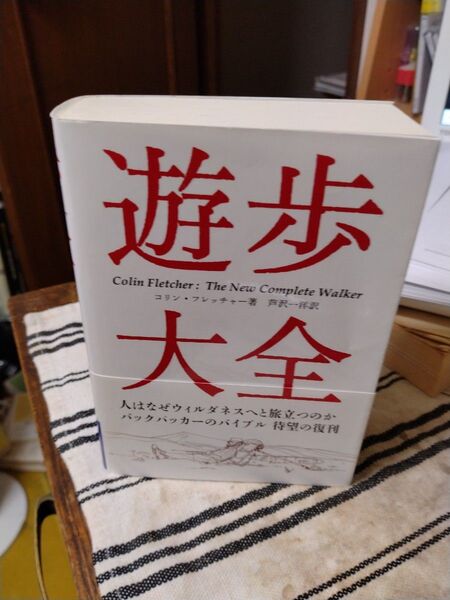 遊歩
Colin Fletcher: The New Complete Walker
コリン・フレッチャー著 芦沢一洋訳
大全
人はなぜウィルダネスへと旅立つのか
バックパッカーのバイブル 待望の復刊